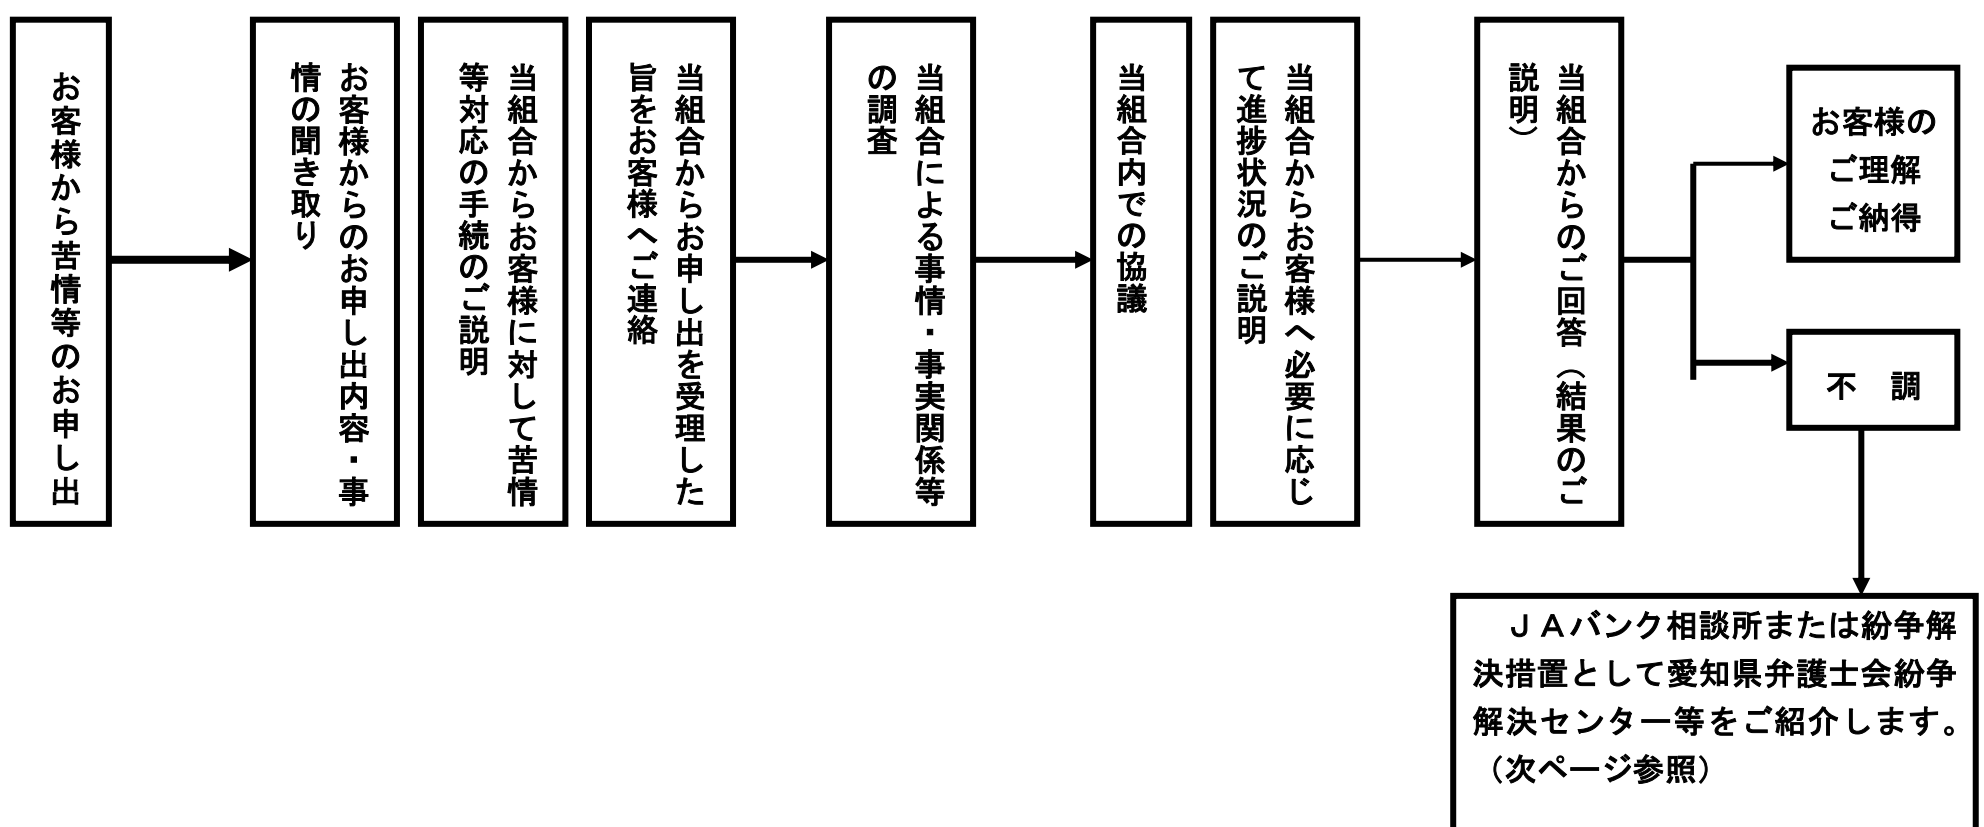 お客様から苦情等のお申し出
お客様からのお申し出内容・事
情の聞き取り
当組合からお客様に対して苦情
等対応の手続のご説明
当組合からお申し出を受理した
旨をお客様へご連絡
当組合による事情・事実関係等
の調査
当組合内での協議
当組合からお客様へ必要に応じ
て進捗状況のご説明
当組合からのご回答（結果のご
説明）
お客様の
ご理解
ご納得
不　調
ＪＡバンク相談所または紛争解
決措置として愛知県弁護士会紛争
解決センター等をご紹介します。
（次ページ参照）